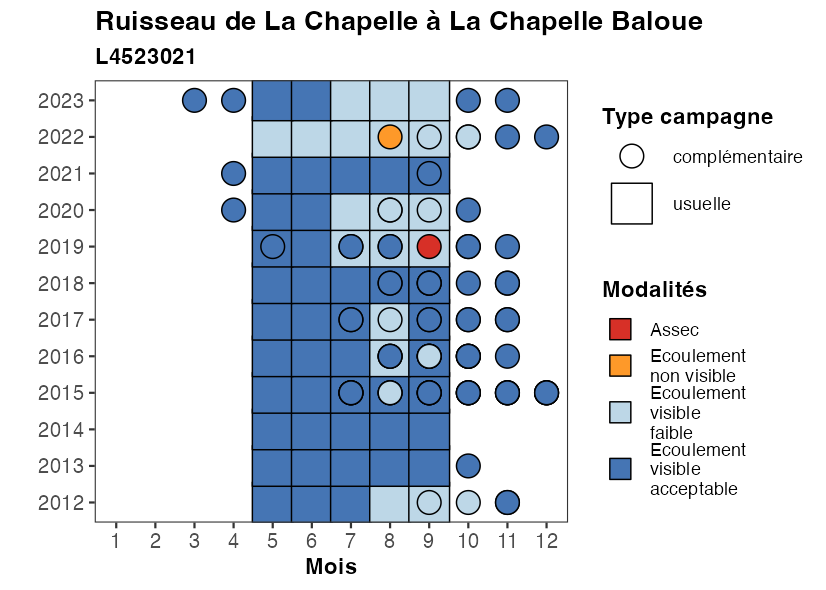 Ruisseau de La Chapelle à La Chapelle Baloue
L4523021
2023
2022
2021
2020
2019
2018
2017
2016
2015
2014
2013
2012
1 2 3 4 5 6 7 8 9 10 11 12
Mois
Type campagne
complémentaire
usuelle
Modalités
Assec
Ecoulement
non visible
Ecoulement
visible
faible
Ecoulement
visible
acceptable